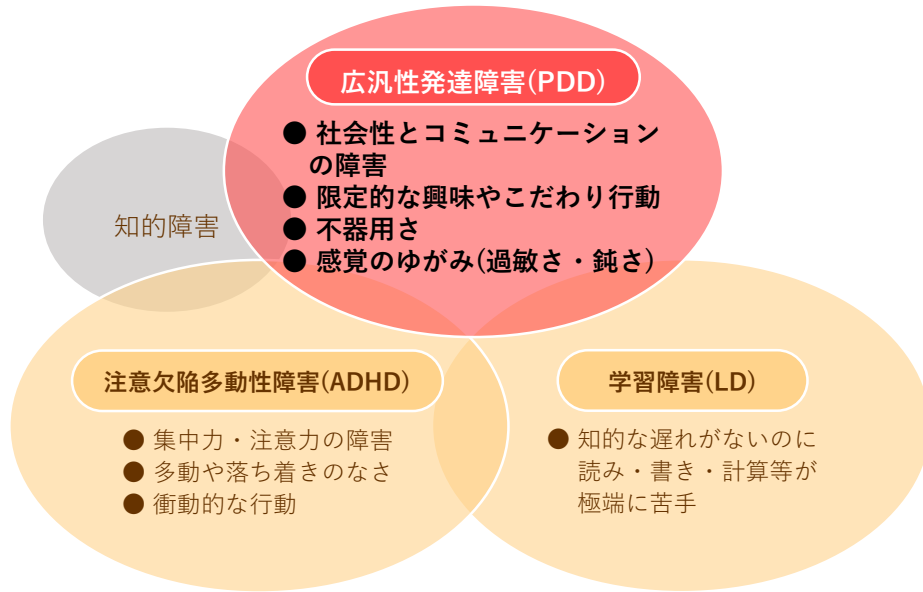 広汎性発達障害(PDD)
● 社会性とコミュニケーション
の障害
● 限定的な興味やこだわり行動
● 不器用さ
● 感覚のゆがみ(過敏さ・鈍さ)
知的障害
注意欠陥多動性障害(ADHD)
● 集中力・注意力の障害
● 多動や落ち着きのなさ
● 衝動的な行動
学習障害(LD)
● 知的な遅れがないのに
読み・書き・計算等が
極端に苦手